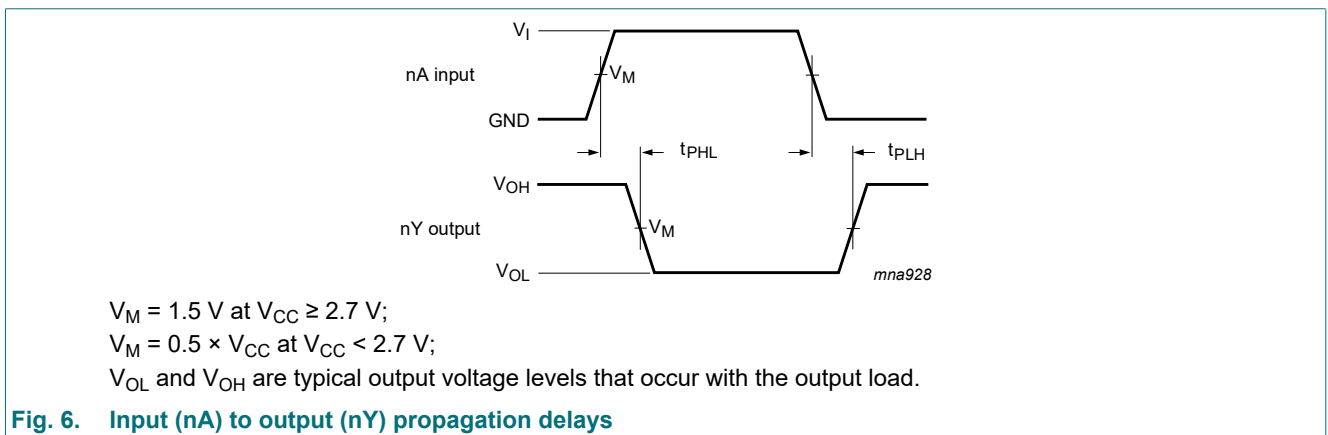 V_I
nA input
V_M
GND
t_PHL
t_PLH
V_OH
nY output
V_M
V_OL
mna928
V_M = 1.5 V at V_CC ≥ 2.7 V;
V_M = 0.5 × V_CC at V_CC < 2.7 V;
V_OL and V_OH are typical output voltage levels that occur with the output load.
Fig. 6. Input (nA) to output (nY) propagation delays